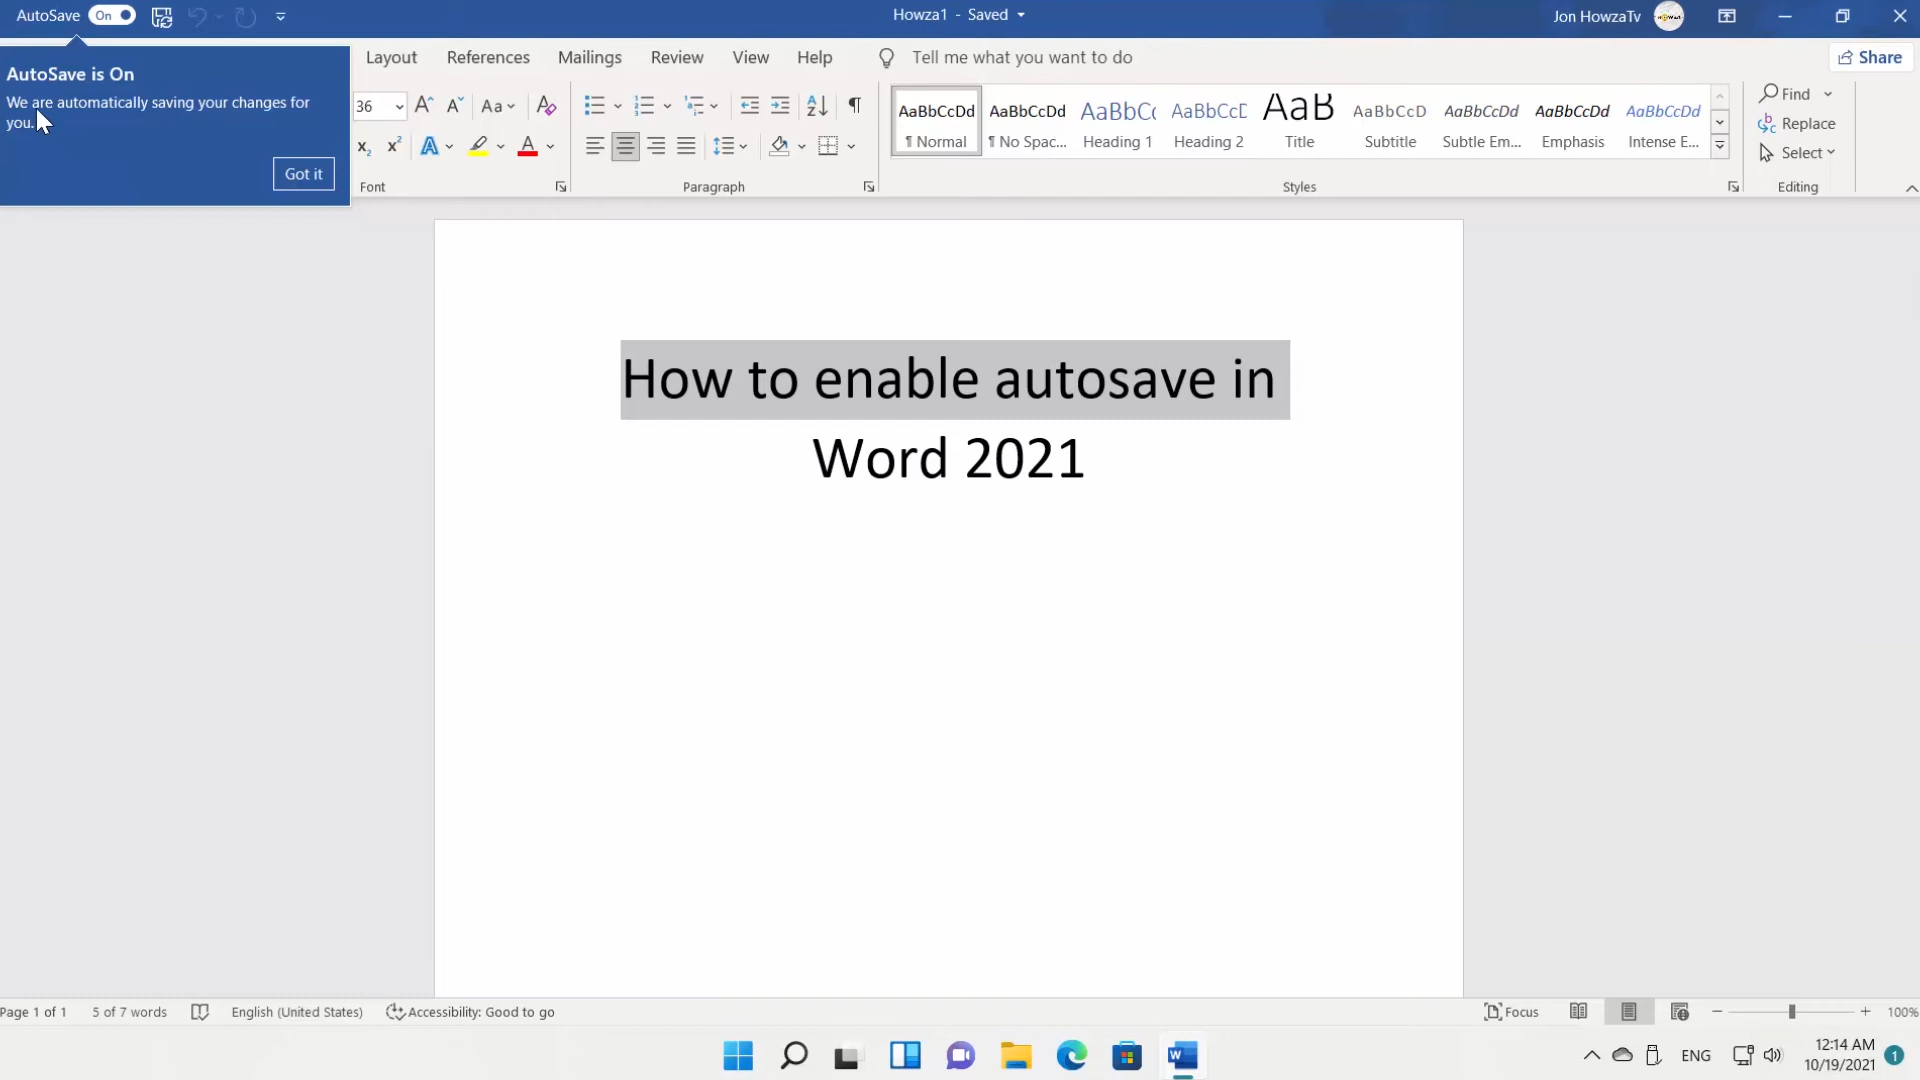 AutoSave On
Howza1 - Saved
Jon HowzaTv
AutoSave is On
We are automatically saving your changes for
you.
Got it
Layout References Mailings Review View Help Tell me what you want to do
Share
36
Aa
A
A
Font
Paragraph
AaBbCcDd AaBbCcDd AaBbC AaBbCcD AaB AaBbCcD AaBbCcDd AaBbCcDd AaBbCcDd
¶ Normal ¶ No Spac... Heading 1 Heading 2 Title Subtitle Subtle Em... Emphasis Intense E...
Styles
Find
Replace
Select
Editing
How to enable autosave in
Word 2021
Page 1 of 1 5 of 7 words English (United States) Accessibility: Good to go
Focus
100%
ENG
12:14 AM
10/19/2021
1